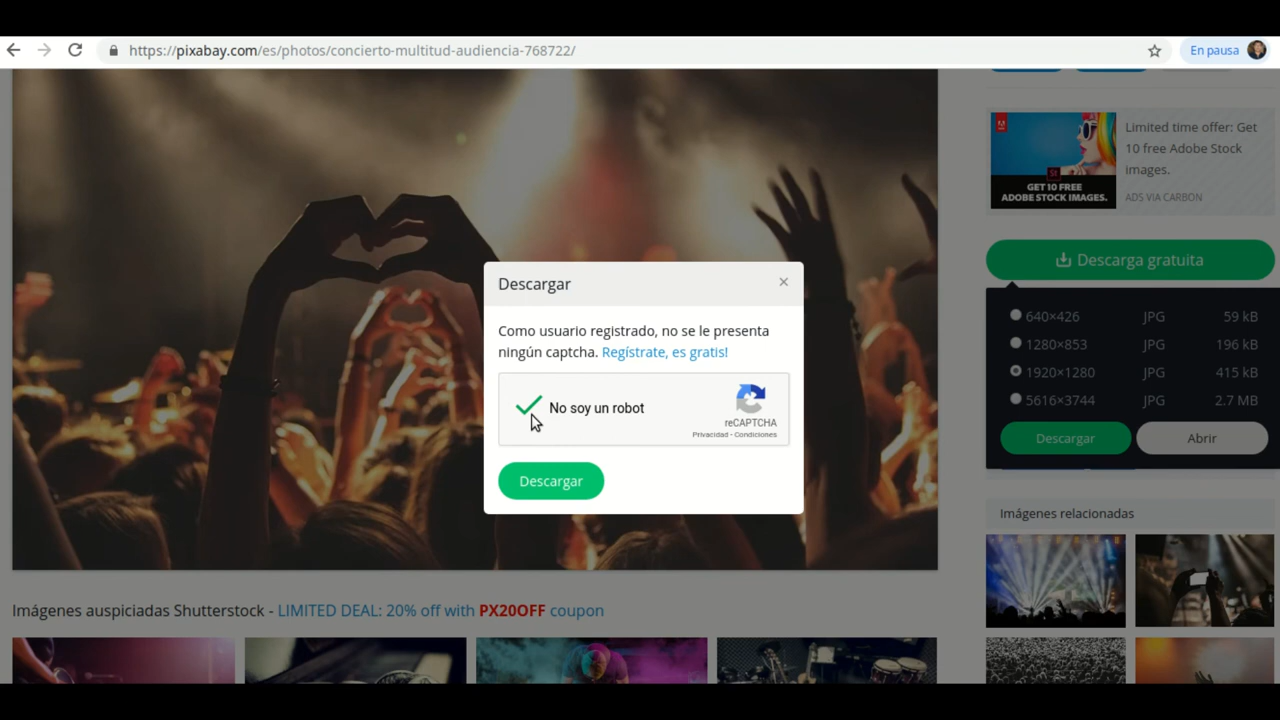 https://pixabay.com/es/photos/concierto-multitud-audiencia-768722/
En pausa
Limited time offer: Get
10 free Adobe Stock
images.
ADS VIA CARBON
St
GET 10 FREE
ADOBE STOCK IMAGES.
Descarga gratuita
640×426 JPG 59 kB
1280×853 JPG 196 kB
1920×1280 JPG 415 kB
5616×3744 JPG 2.7 MB
Descargar Abrir
Descargar ×
Como usuario registrado, no se le presenta
ningún captcha. Regístrate, es gratis!
No soy un robot
reCAPTCHA
Privacidad - Condiciones
Descargar
Imágenes relacionadas
Imágenes auspiciadas Shutterstock - LIMITED DEAL: 20% off with PX20OFF coupon